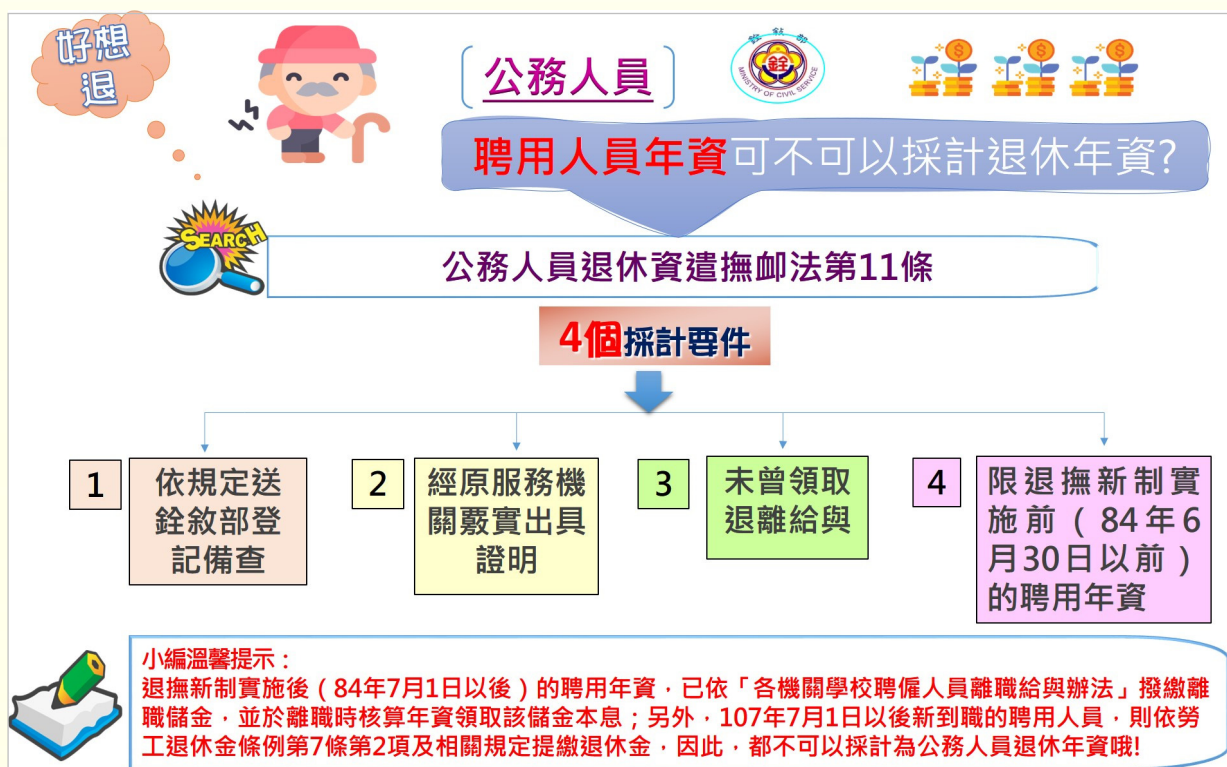 好想
退
公務人員
銓敘部
MINISTRY OF CIVIL SERVICE
銓
聘用人員年資可不可以採計退休年資?
SEARCH
公務人員退休資遣撫卹法第11條
4個採計要件
1
依規定送
銓敘部登
記備查
2
經原服務機
關覈實出具
證明
3
未曾領取
退離給與
4
限退撫新制實
施前(84年6
月30日以前)
的聘用年資
小編溫馨提示：
退撫新制實施後（84年7月1日以後）的聘用年資，已依「各機關學校聘僱人員離職給與辦法」撥繳離
職儲金，並於離職時核算年資領取該儲金本息；另外，107年7月1日以後新到職的聘用人員，則依勞
工退休金條例第7條第2項及相關規定提繳退休金，因此，都不可以採計為公務人員退休年資哦!